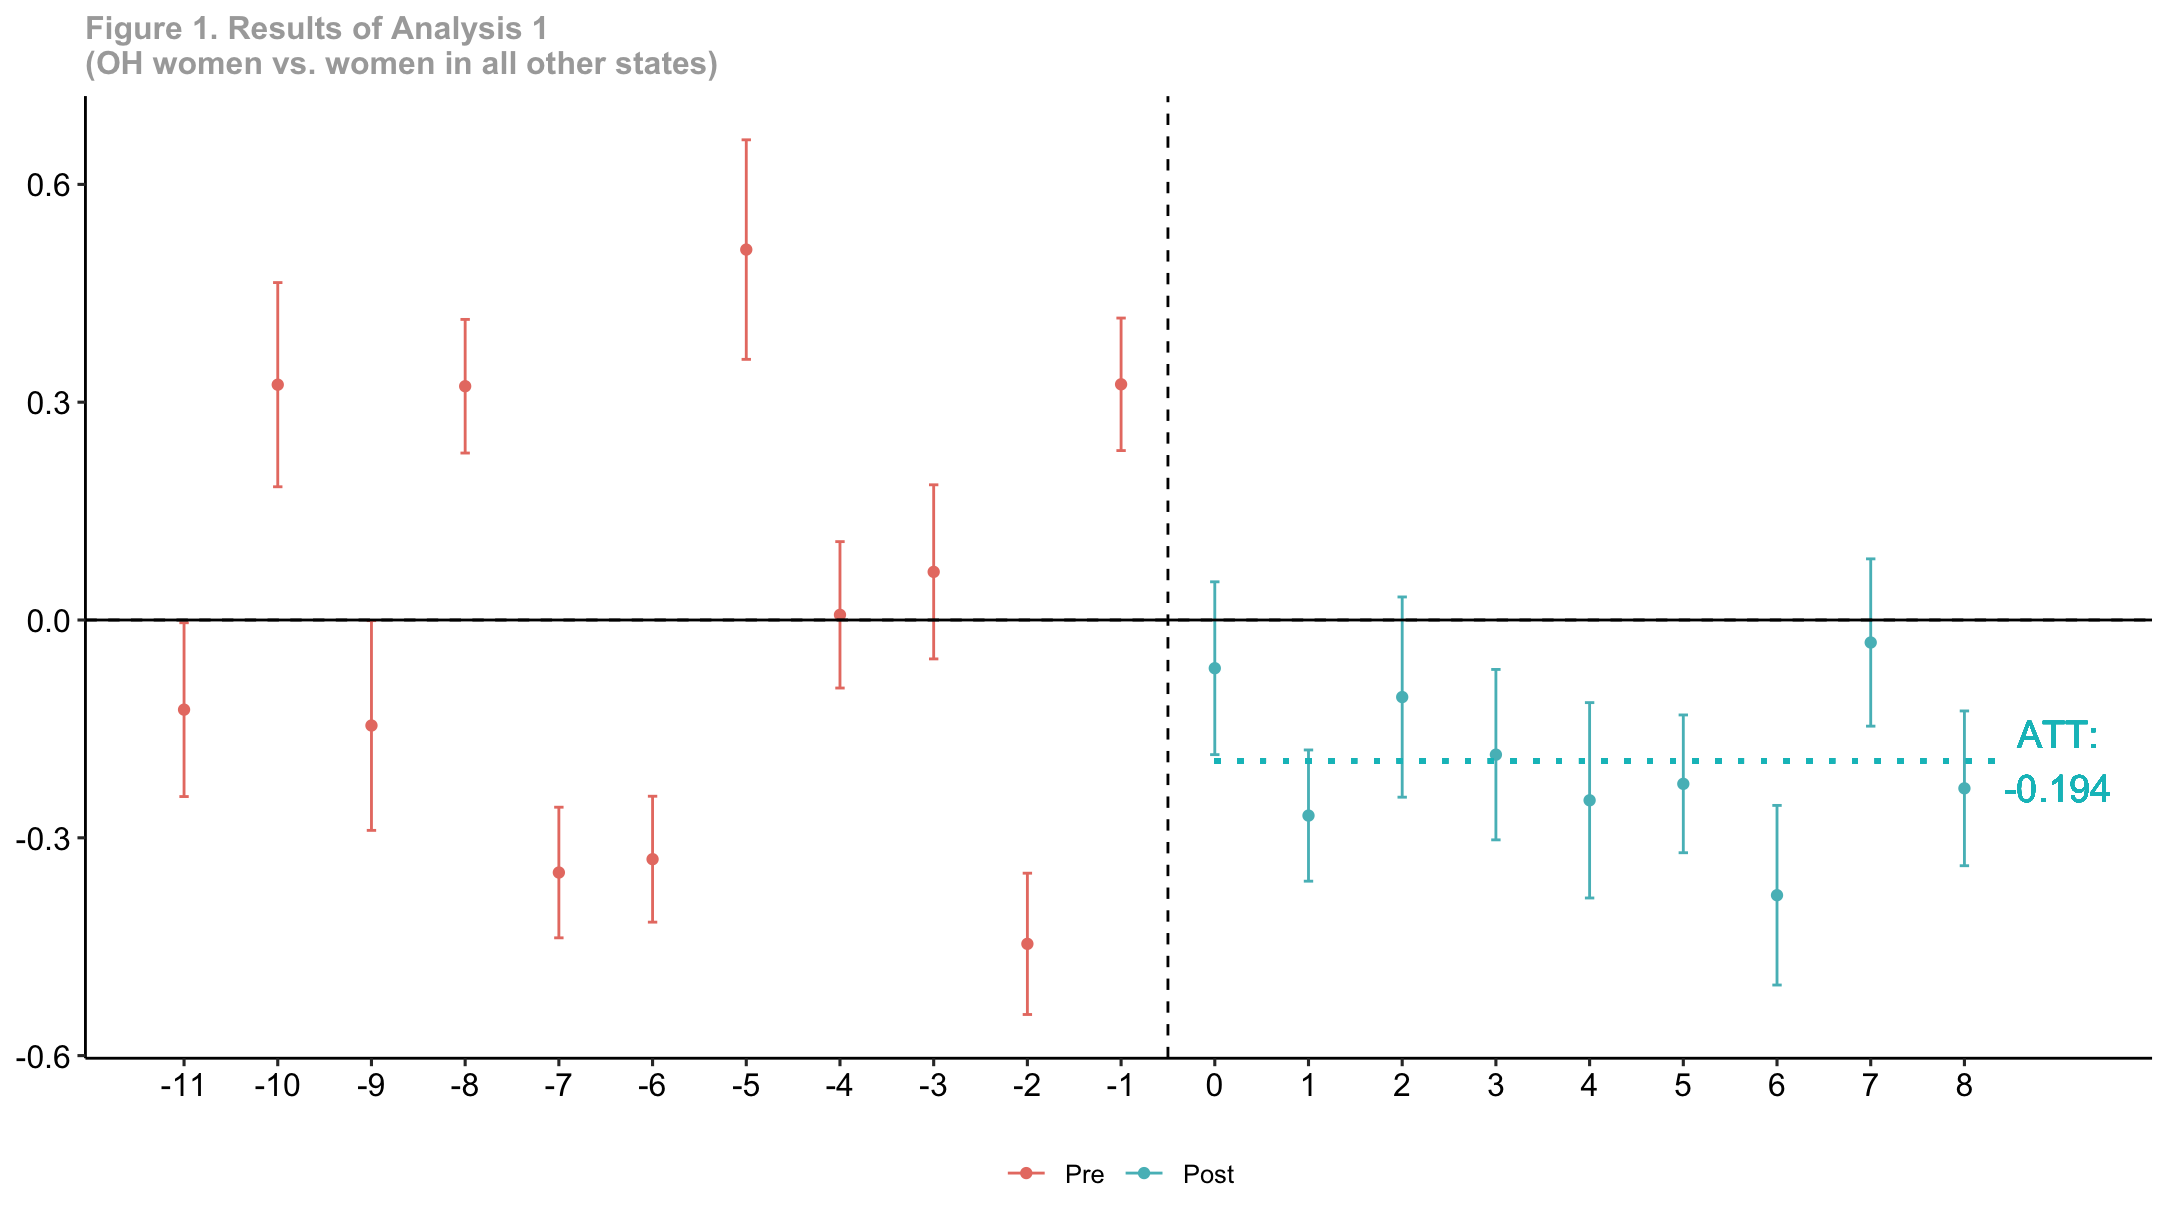 Figure 1. Results of Analysis 1
(OH women vs. women in all other states)
0.6
0.3
0.0
-0.3
-0.6
ATT:
-0.194
-11 -10 -9 -8 -7 -6 -5 -4 -3 -2 -1 0 1 2 3 4 5 6 7 8
Pre Post